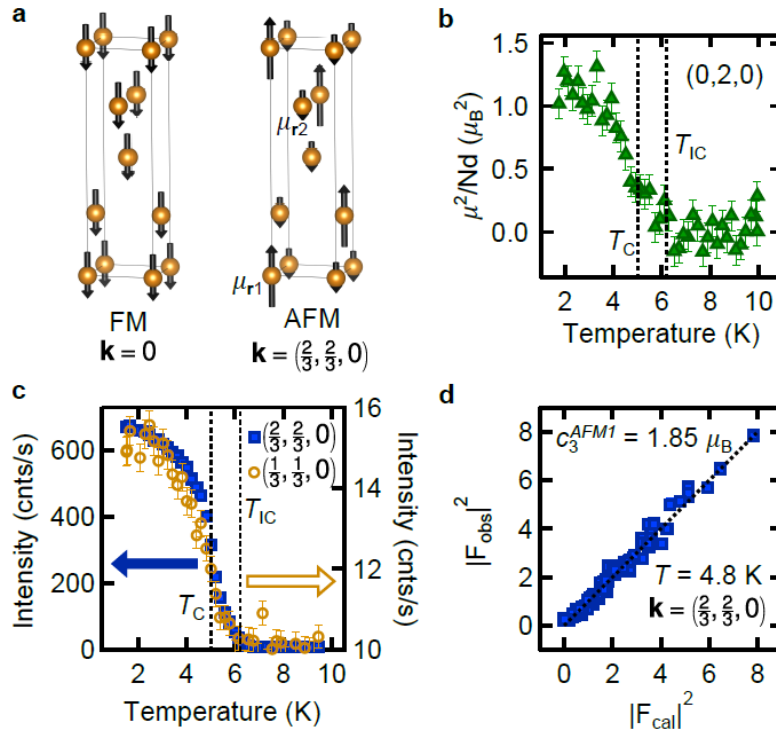 a
μr2
μr1
FM
k = 0
AFM
k = (2/3, 2/3, 0)
b
1.5
1.0
0.5
0.0
μ²/Nd (μB²)
(0,2,0)
TIC
TC
2 4 6 8 10
Temperature (K)
c
600
400
200
0
Intensity (cnts/s)
(2/3, 2/3, 0)
(1/3, 1/3, 0)
TIC
TC
16
14
12
10
Intensity (cnts/s)
2 4 6 8 10
Temperature (K)
d
8
6
4
2
0
|Fobs|²
c₃^AFM1 = 1.85 μB
T = 4.8 K
k = (2/3, 2/3, 0)
0 2 4 6 8
|Fcal|²